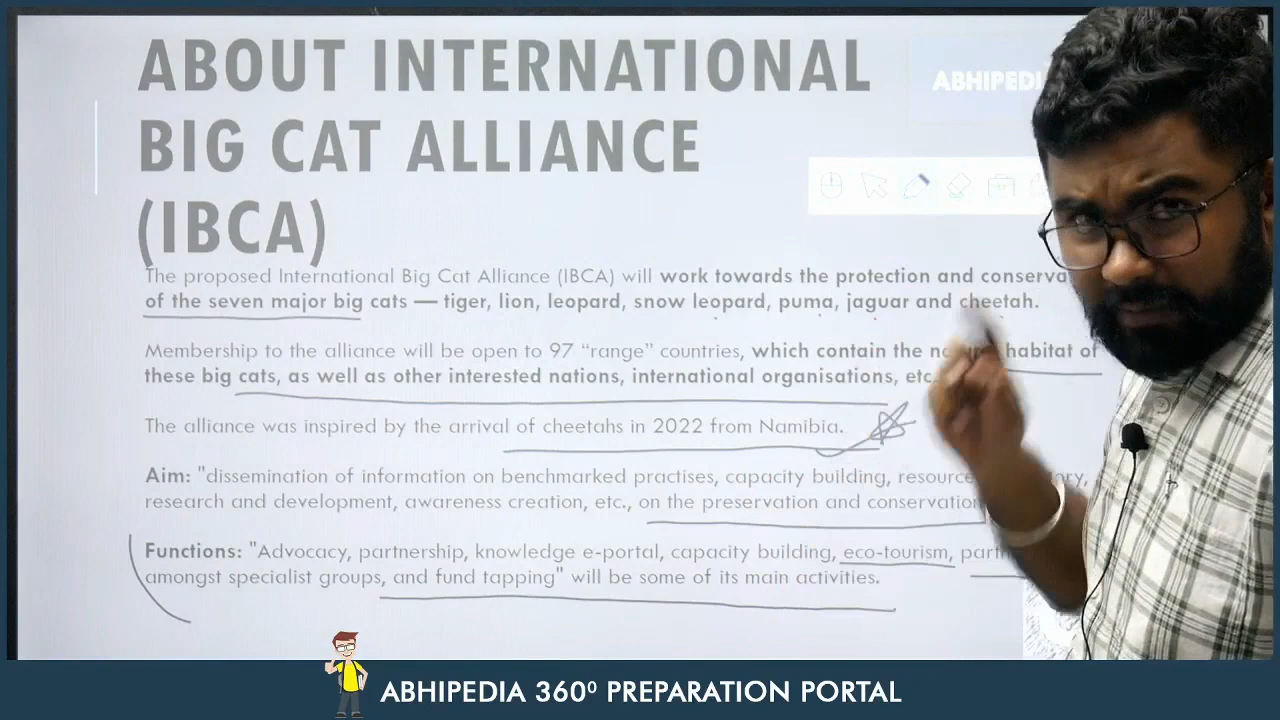 ABOUT INTERNATIONAL
BIG CAT ALLIANCE
(IBCA)
ABHIPEDI
The proposed International Big Cat Alliance (IBCA) will work towards the protection and conserva
of the seven major big cats — tiger, lion, leopard, snow leopard, puma, jaguar and cheetah.
Membership to the alliance will be open to 97 “range” countries, which contain the habitat of
these big cats, as well as other interested nations, international organisations, etc
The alliance was inspired by the arrival of cheetahs in 2022 from Namibia.
Aim: "dissemination of information on benchmarked practises, capacity building, resource
research and development, awareness creation, etc., on the preservation and conservation
Functions: "Advocacy, partnership, knowledge e-portal, capacity building, eco-tourism,
amongst specialist groups, and fund tapping" will be some of its main activities.
ABHIPEDIA 360⁰ PREPARATION PORTAL